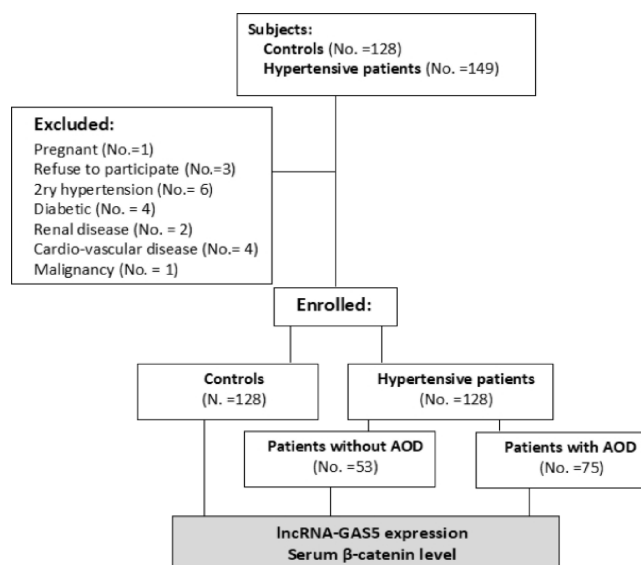 Subjects:
Controls (No. =128)
Hypertensive patients (No. =149)
Excluded:
Pregnant (No.=1)
Refuse to participate (No.=3)
2ry hypertension (No.= 6)
Diabetic (No. = 4)
Renal disease (No. = 2)
Cardio-vascular disease (No.= 4)
Malignancy (No. = 1)
Enrolled:
Controls
(N. =128)
Hypertensive patients
(No. =128)
Patients without AOD
(No. =53)
Patients with AOD
(No. =75)
lncRNA-GAS5 expression
Serum β-catenin level